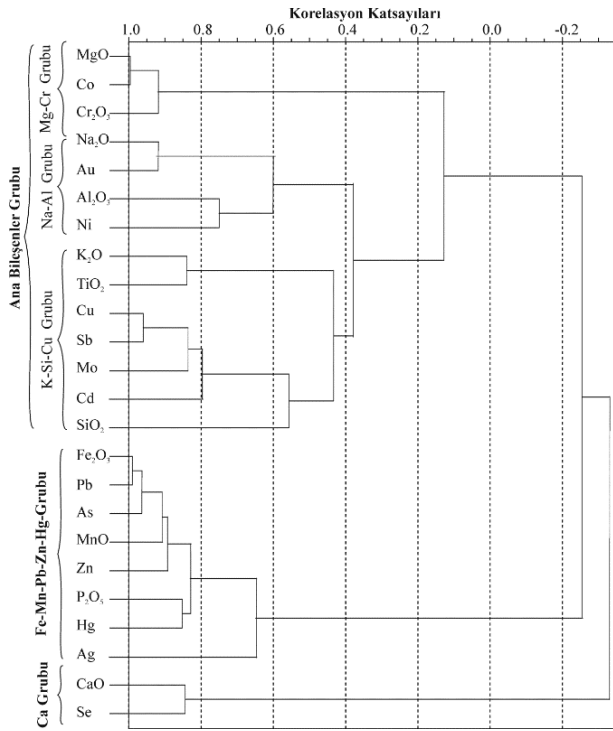 Korelasyon Katsayıları
1.0 0.8 0.6 0.4 0.2 0.0 -0.2
Ana Bileşenler Grubu
Mg-Cr Grubu
MgO
Co
Cr₂O₃
Na-Al Grubu
Na₂O
Au
Al₂O₃
Ni
K-Si-Cu Grubu
K₂O
TiO₂
Cu
Sb
Mo
Cd
SiO₂
Fe-Mn-Pb-Zn-Hg-Grubu
Fe₂O₃
Pb
As
MnO
Zn
P₂O₅
Hg
Ag
Ca Grubu
CaO
Se